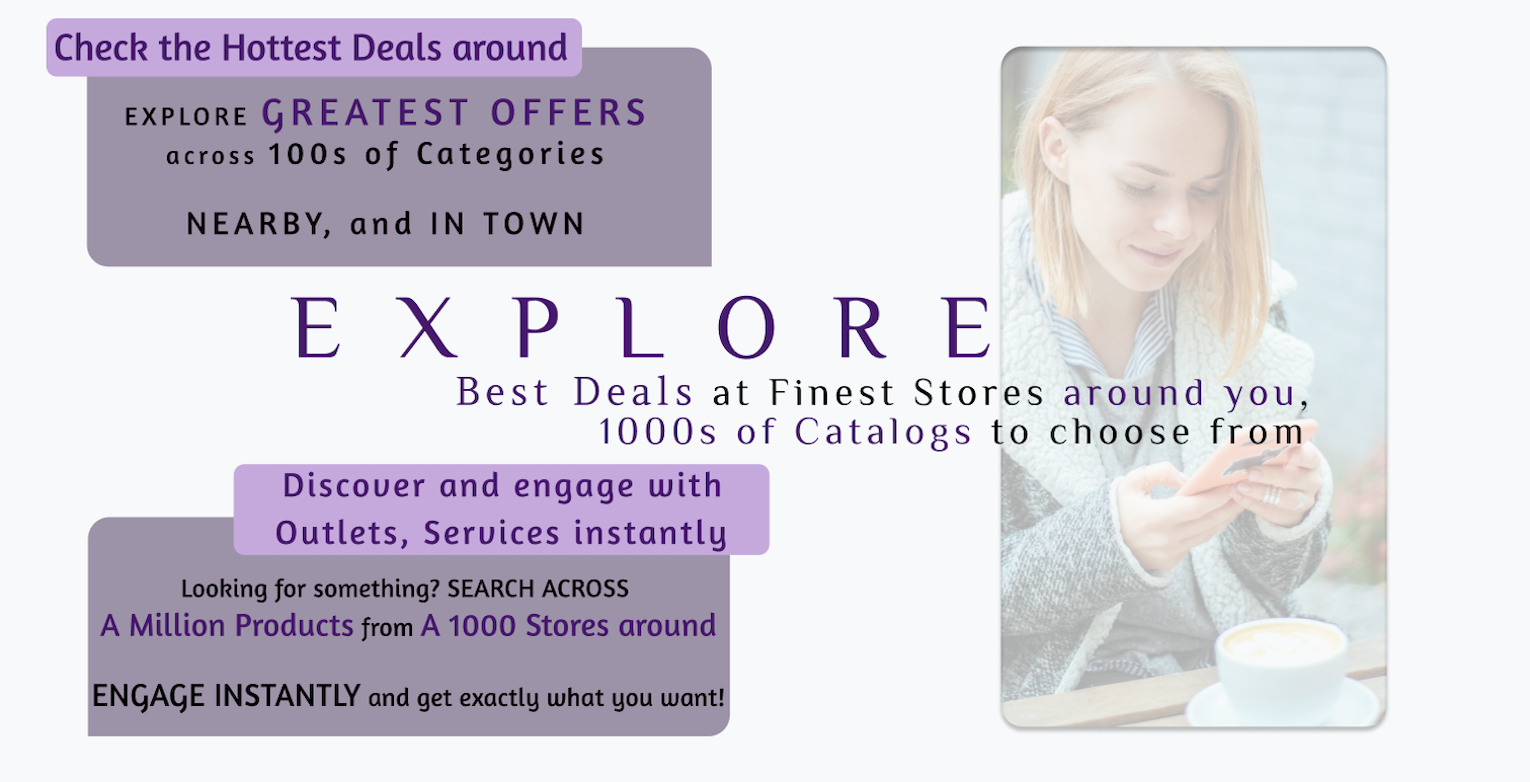 Check the Hottest Deals around
EXPLORE GREATEST OFFERS
across 100s of Categories
NEARBY, and IN TOWN
EXPLORE
Best Deals at Finest Stores around you,
1000s of Catalogs to choose from
Discover and engage with
Outlets, Services instantly
Looking for something? SEARCH ACROSS
A Million Products from A 1000 Stores around
ENGAGE INSTANTLY and get exactly what you want!